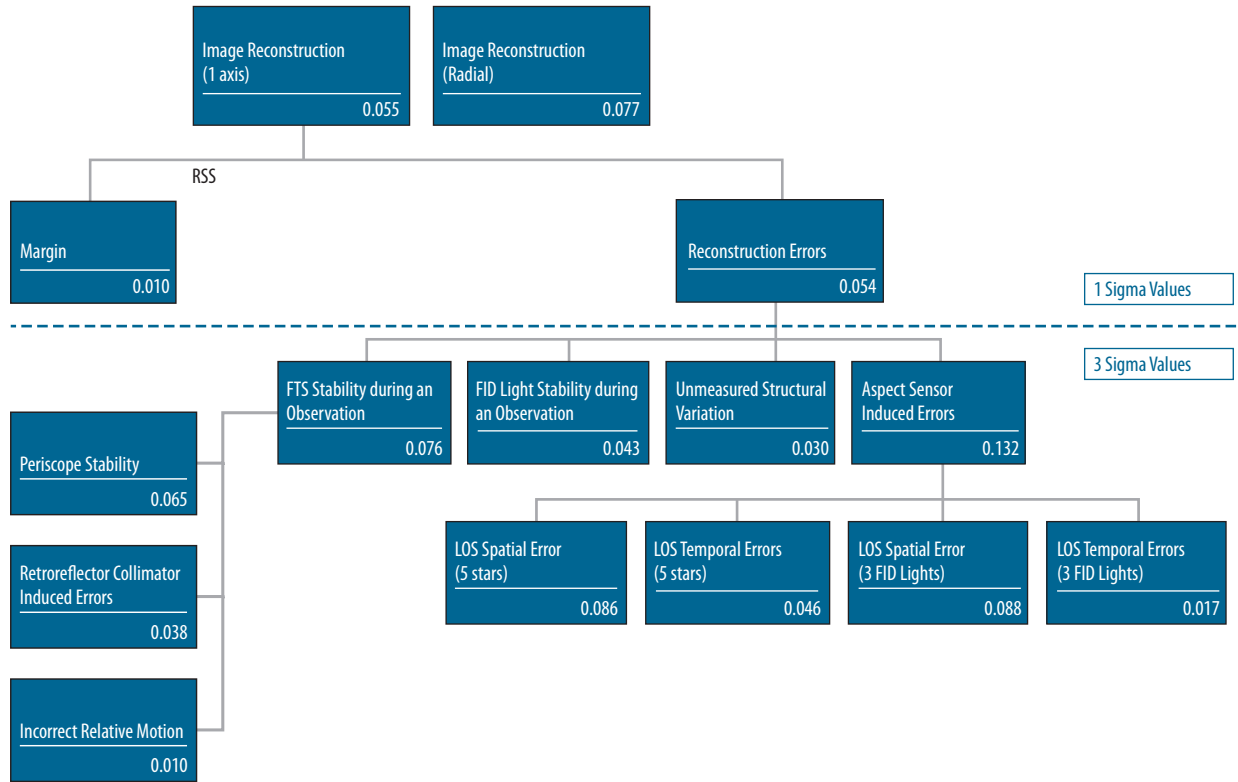 Image Reconstruction
(1 axis)
0.055
Image Reconstruction
(Radial)
0.077
RSS
Margin
0.010
Reconstruction Errors
0.054
1 Sigma Values
3 Sigma Values
FTS Stability during an
Observation
0.076
FID Light Stability during
an Observation
0.043
Unmeasured Structural
Variation
0.030
Aspect Sensor
Induced Errors
0.132
Periscope Stability
0.065
Retroreflector Collimator
Induced Errors
0.038
Incorrect Relative Motion
0.010
LOS Spatial Error
(5 stars)
0.086
LOS Temporal Errors
(5 stars)
0.046
LOS Spatial Error
(3 FID Lights)
0.088
LOS Temporal Errors
(3 FID Lights)
0.017